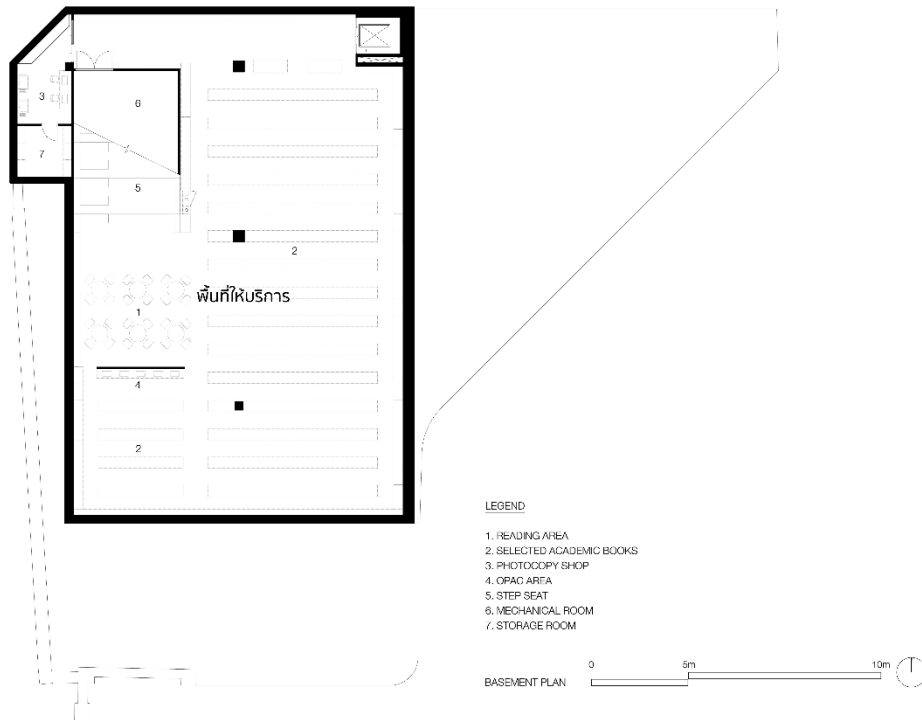 3
6
7
5
2
พื้นที่ให้บริการ
1
4
2
LEGEND
1. READING AREA
2. SELECTED ACADEMIC BOOKS
3. PHOTOCOPY SHOP
4. OPAC AREA
5. STEP SEAT
6. MECHANICAL ROOM
7. STORAGE ROOM
BASEMENT PLAN
0 5m 10m